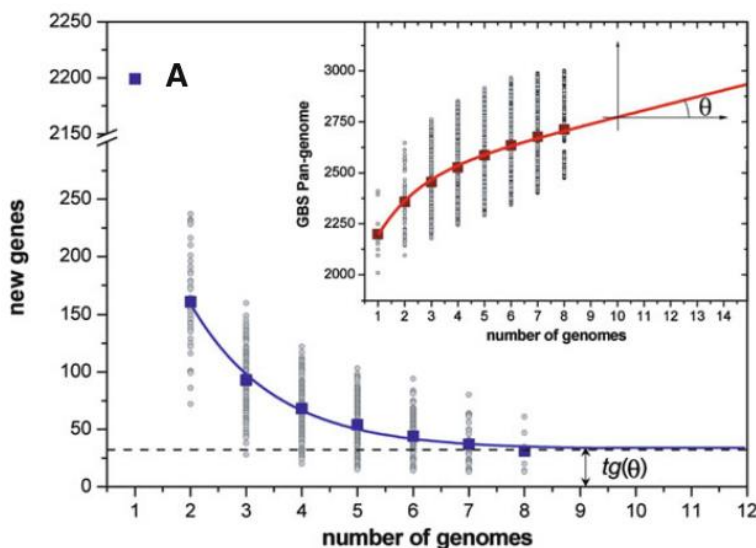 2250
A
2200
2150
250
200
150
100
50
0
new genes
1 2 3 4 5 6 7 8 9 10 11 12
number of genomes
tg(θ)
3000
2750
2500
2250
2000
GBS Pan-genome
θ
1 2 3 4 5 6 7 8 9 10 11 12 13 14
number of genomes